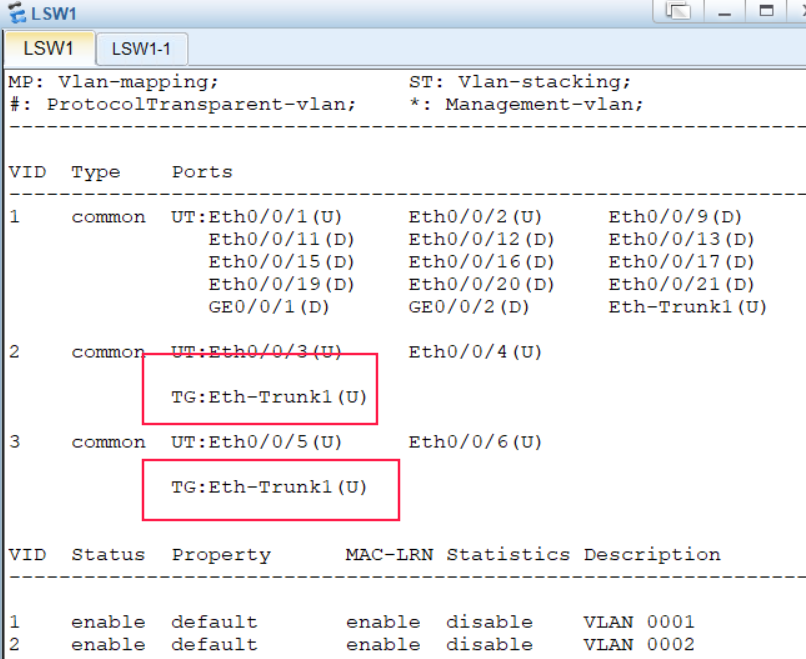 LSW1
LSW1 LSW1-1
MP: Vlan-mapping; ST: Vlan-stacking;
#: ProtocolTransparent-vlan; *: Management-vlan;
--------------------------------------------------------------------------------
VID Type Ports
--------------------------------------------------------------------------------
1 common UT:Eth0/0/1(U) Eth0/0/2(U) Eth0/0/9(D)
Eth0/0/11(D) Eth0/0/12(D) Eth0/0/13(D)
Eth0/0/15(D) Eth0/0/16(D) Eth0/0/17(D)
Eth0/0/19(D) Eth0/0/20(D) Eth0/0/21(D)
GE0/0/1(D) GE0/0/2(D) Eth-Trunk1(U)
2 common UT:Eth0/0/3(U) Eth0/0/4(U)
TG:Eth-Trunk1(U)
3 common UT:Eth0/0/5(U) Eth0/0/6(U)
TG:Eth-Trunk1(U)
VID Status Property MAC-LRN Statistics Description
--------------------------------------------------------------------------------
1 enable default enable disable VLAN 0001
2 enable default enable disable VLAN 0002